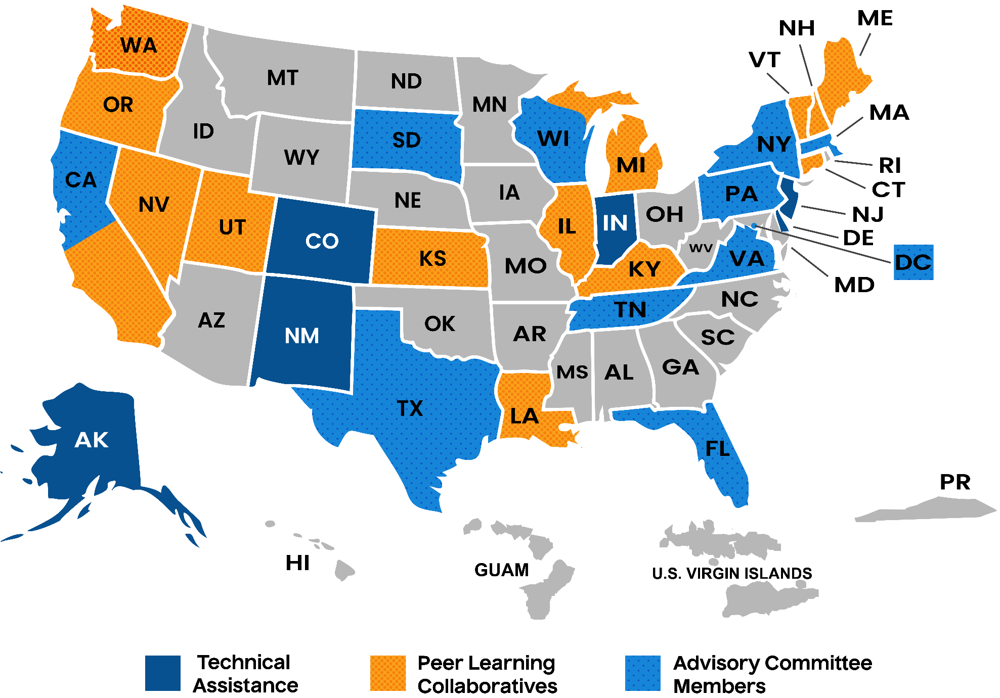 ME
NH
WA
VT
MT
ND
MN
OR
MA
ID
SD
WI
NY
WY
RI
MI
CA
CT
IA
PA
NE
NV
OH
NJ
IN
IL
UT
DE
CO
WV
KS
VA
DC
MO
KY
MD
NC
TN
AZ
OK
AR
NM
SC
GA
MS
AL
TX
LA
AK
FL
PR
HI
GUAM
U.S. VIRGIN ISLANDS
Technical
Assistance
Peer Learning
Collaboratives
Advisory Committee
Members